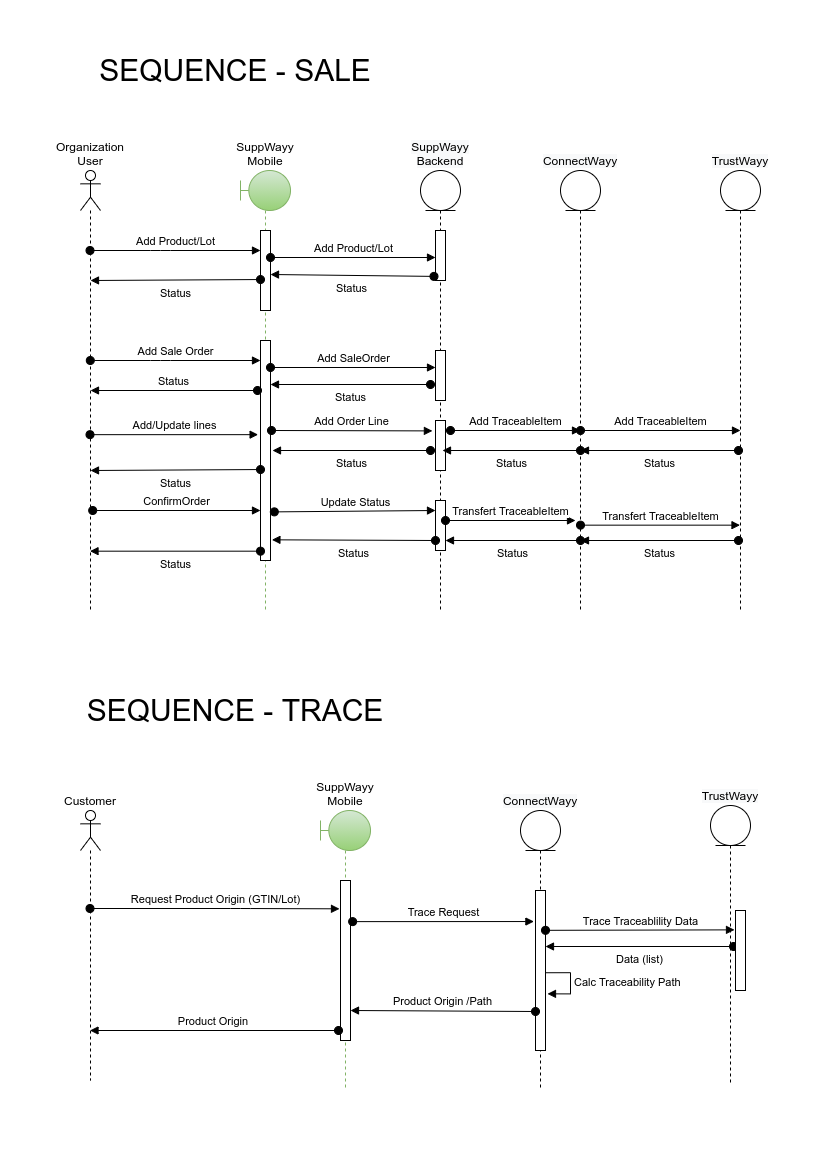 SEQUENCE - SALE
Organization
User
SuppWayy
Mobile
SuppWayy
Backend
ConnectWayy
TrustWayy
Add Product/Lot
Add Product/Lot
Status
Status
Add Sale Order
Add SaleOrder
Status
Status
Add/Update lines
Add Order Line
Add TraceableItem
Add TraceableItem
Status
Status
Status
Status
ConfirmOrder
Update Status
Transfert TraceableItem
Transfert TraceableItem
Status
Status
Status
Status
SEQUENCE - TRACE
Customer
SuppWayy
Mobile
ConnectWayy
TrustWayy
Request Product Origin (GTIN/Lot)
Trace Request
Trace Traceablility Data
Data (list)
Calc Traceability Path
Product Origin /Path
Product Origin